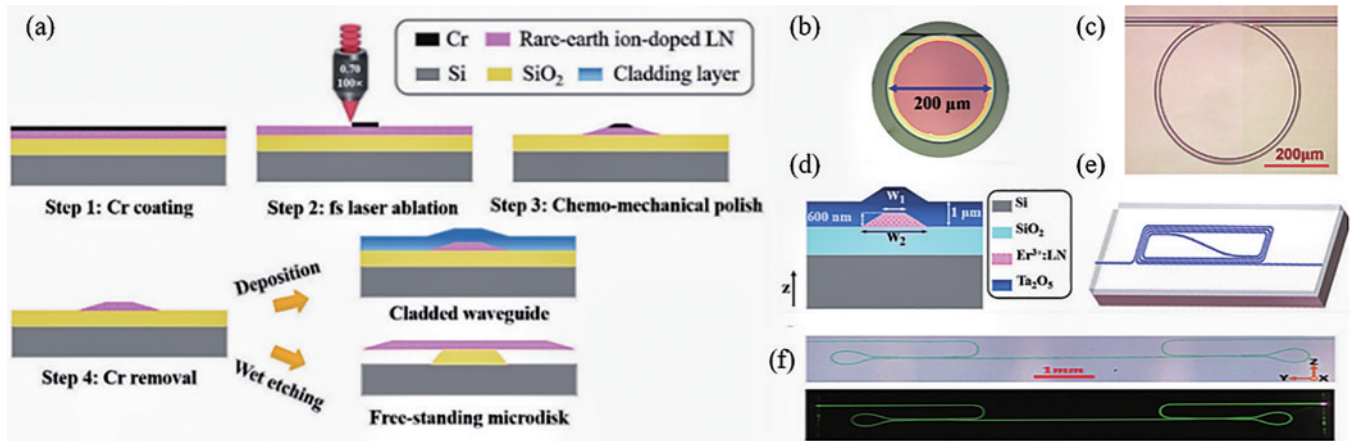 (a)
0.70
100×
Cr
Rare-earth ion-doped LN
Si
SiO₂
Cladding layer
Step 1: Cr coating
Step 2: fs laser ablation
Step 3: Chemo-mechanical polish
Step 4: Cr removal
Deposition
Wet etching
Cladded waveguide
Free-standing microdisk
(b)
200 μm
(c)
200μm
(d)
W₁
600 nm
1 μm
W₂
z
Si
SiO₂
Er³⁺:LN
Ta₂O₅
(e)
(f)
1mm
Z
Y
X